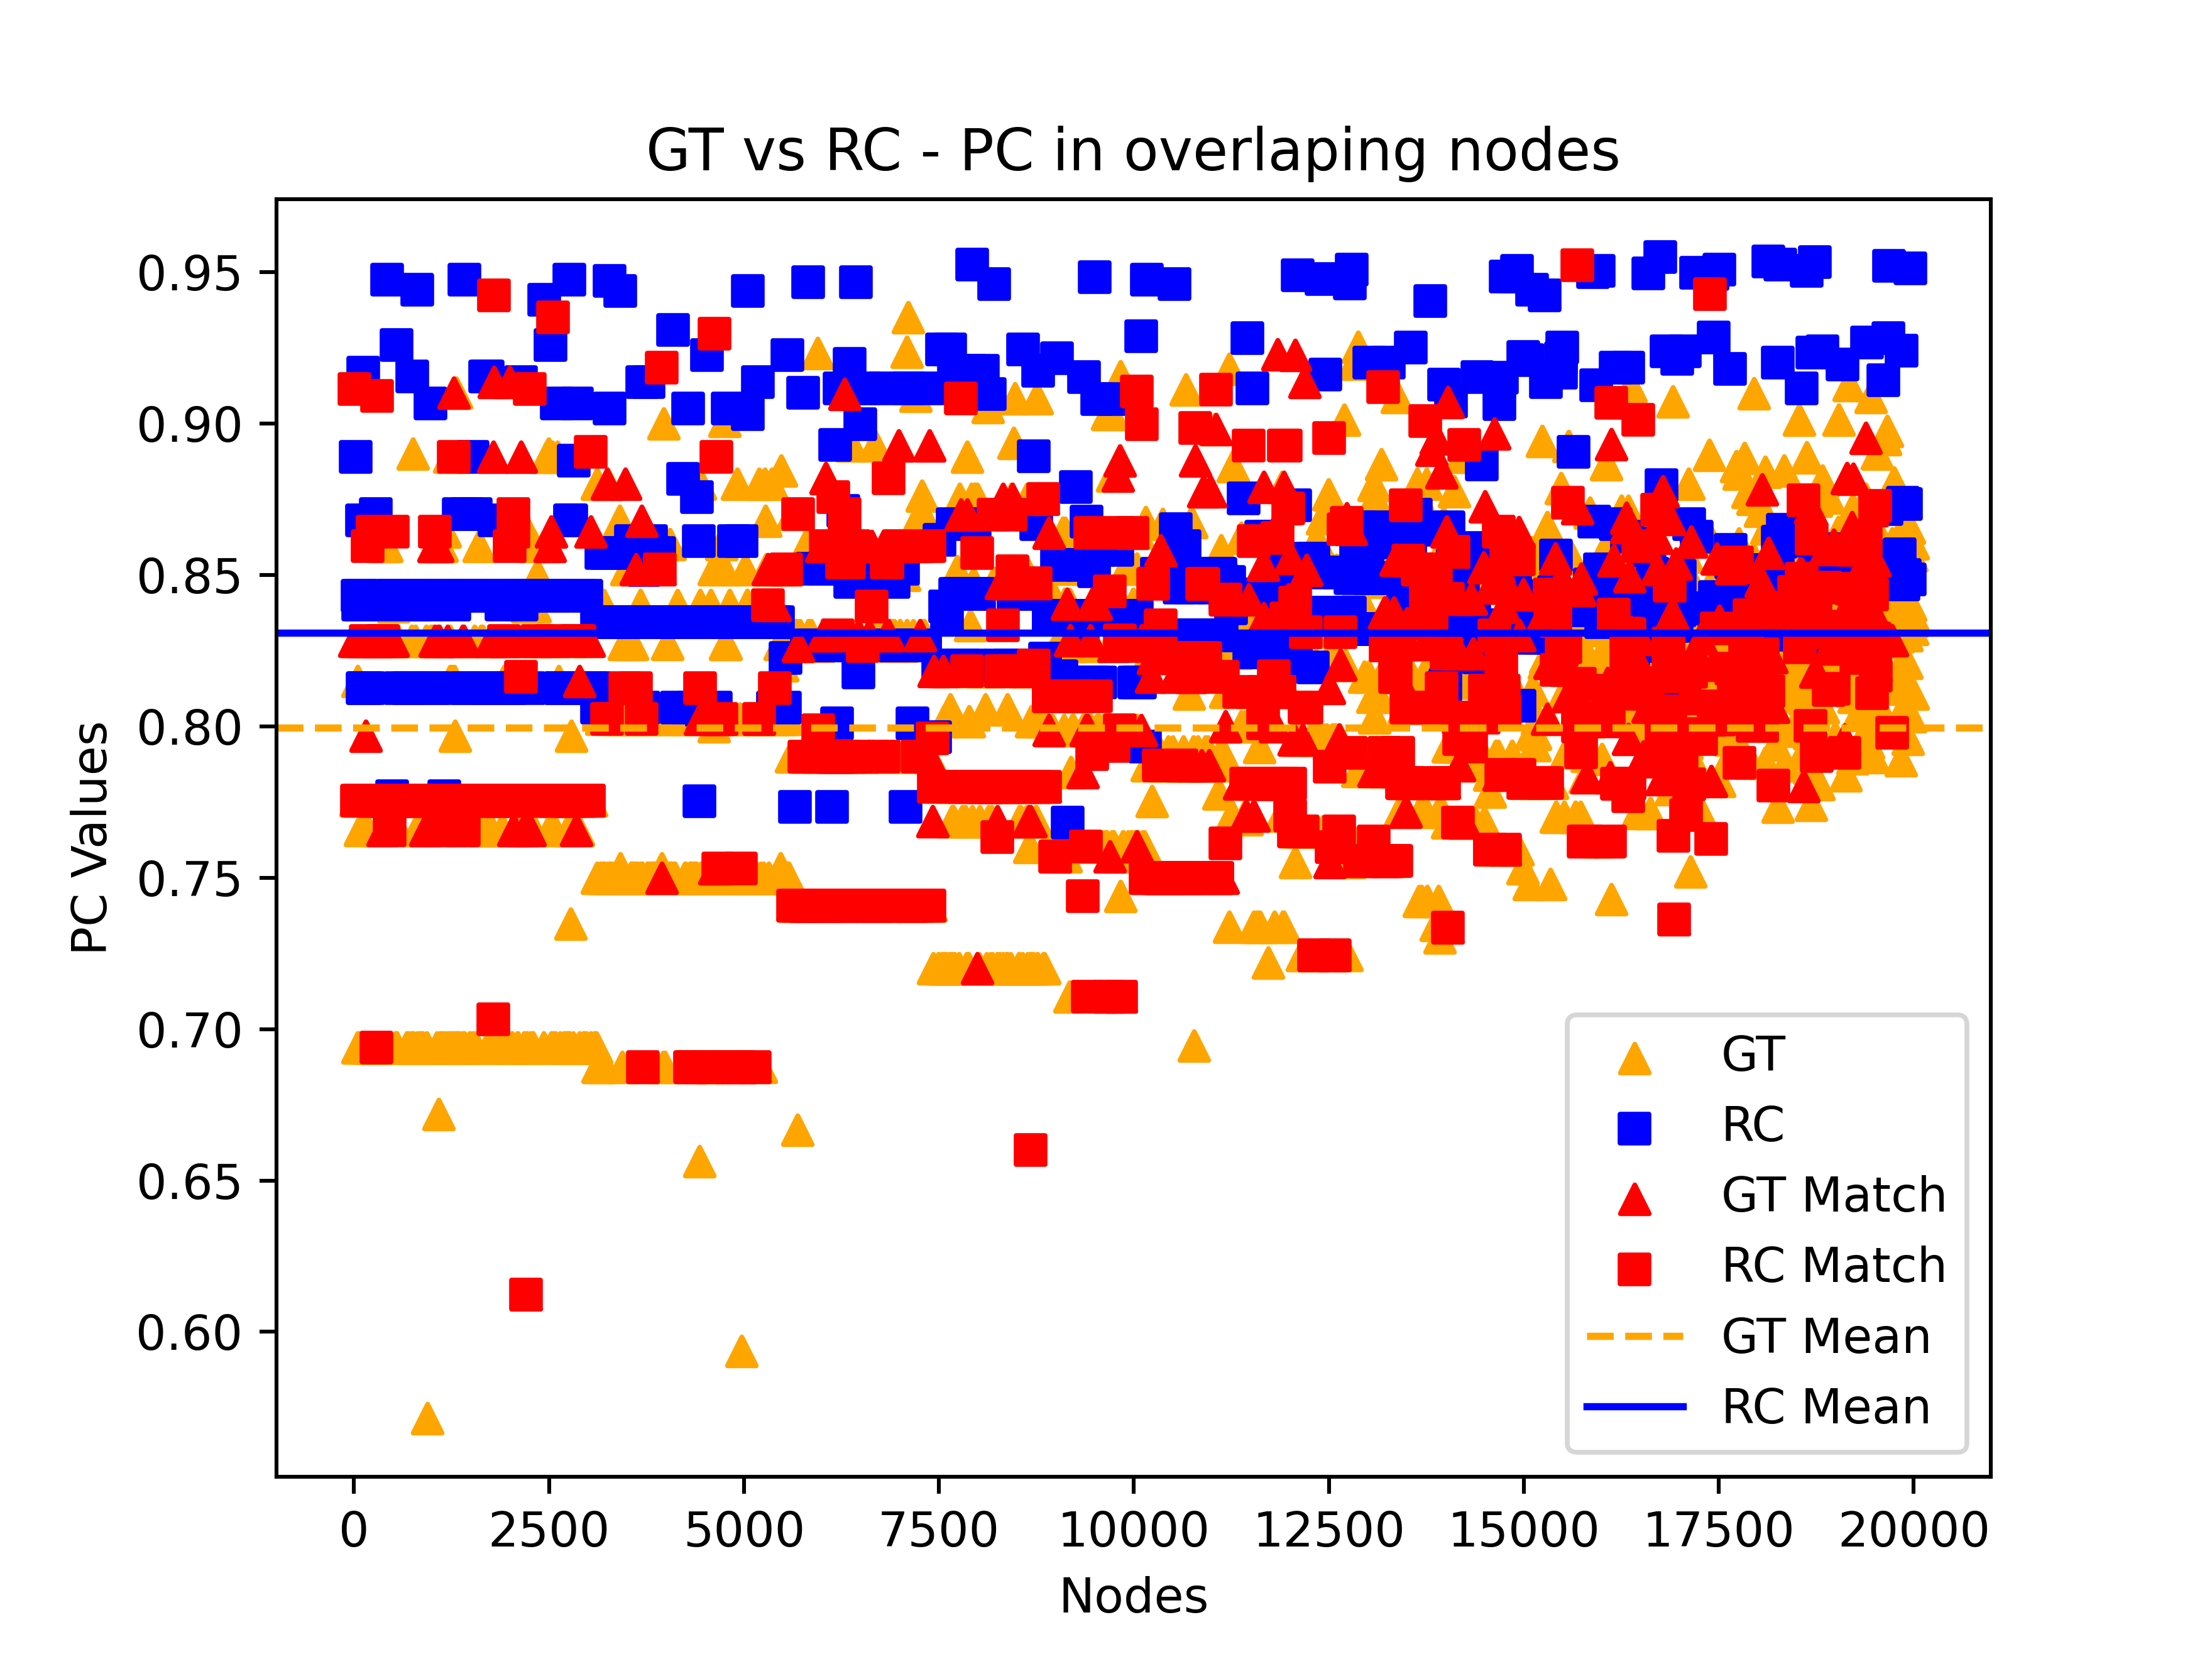 GT vs RC - PC in overlaping nodes
PC Values
0.95
0.90
0.85
0.80
0.75
0.70
0.65
0.60
GT
RC
GT Match
RC Match
GT Mean
RC Mean
0 2500 5000 7500 10000 12500 15000 17500 20000
Nodes